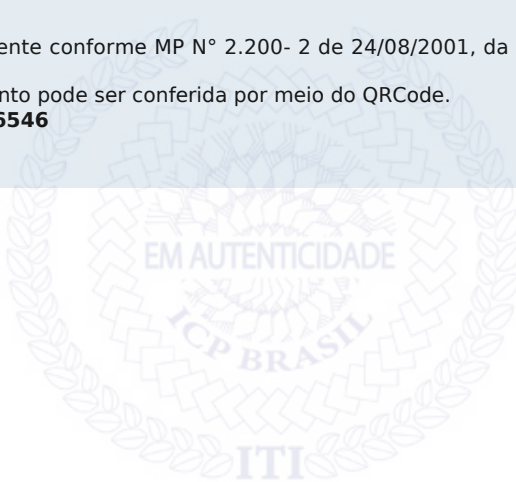 ente conforme MP N° 2.200- 2 de 24/08/2001, da
nto pode ser conferida por meio do QRCode.
6546
EM AUTENTICIDADE
ICP BRASIL
ITI